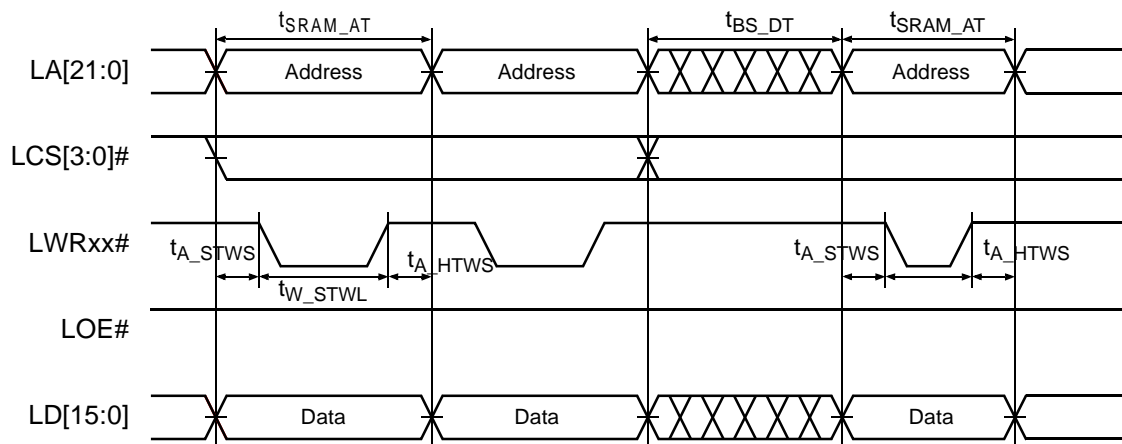 tSRAM_AT tBS_DT tSRAM_AT
LA[21:0] Address Address Address
LCS[3:0]#
LWRxx#
tA_STWS tA_HTWS tA_STWS tA_HTWS
tW_STWL
LOE#
LD[15:0] Data Data Data